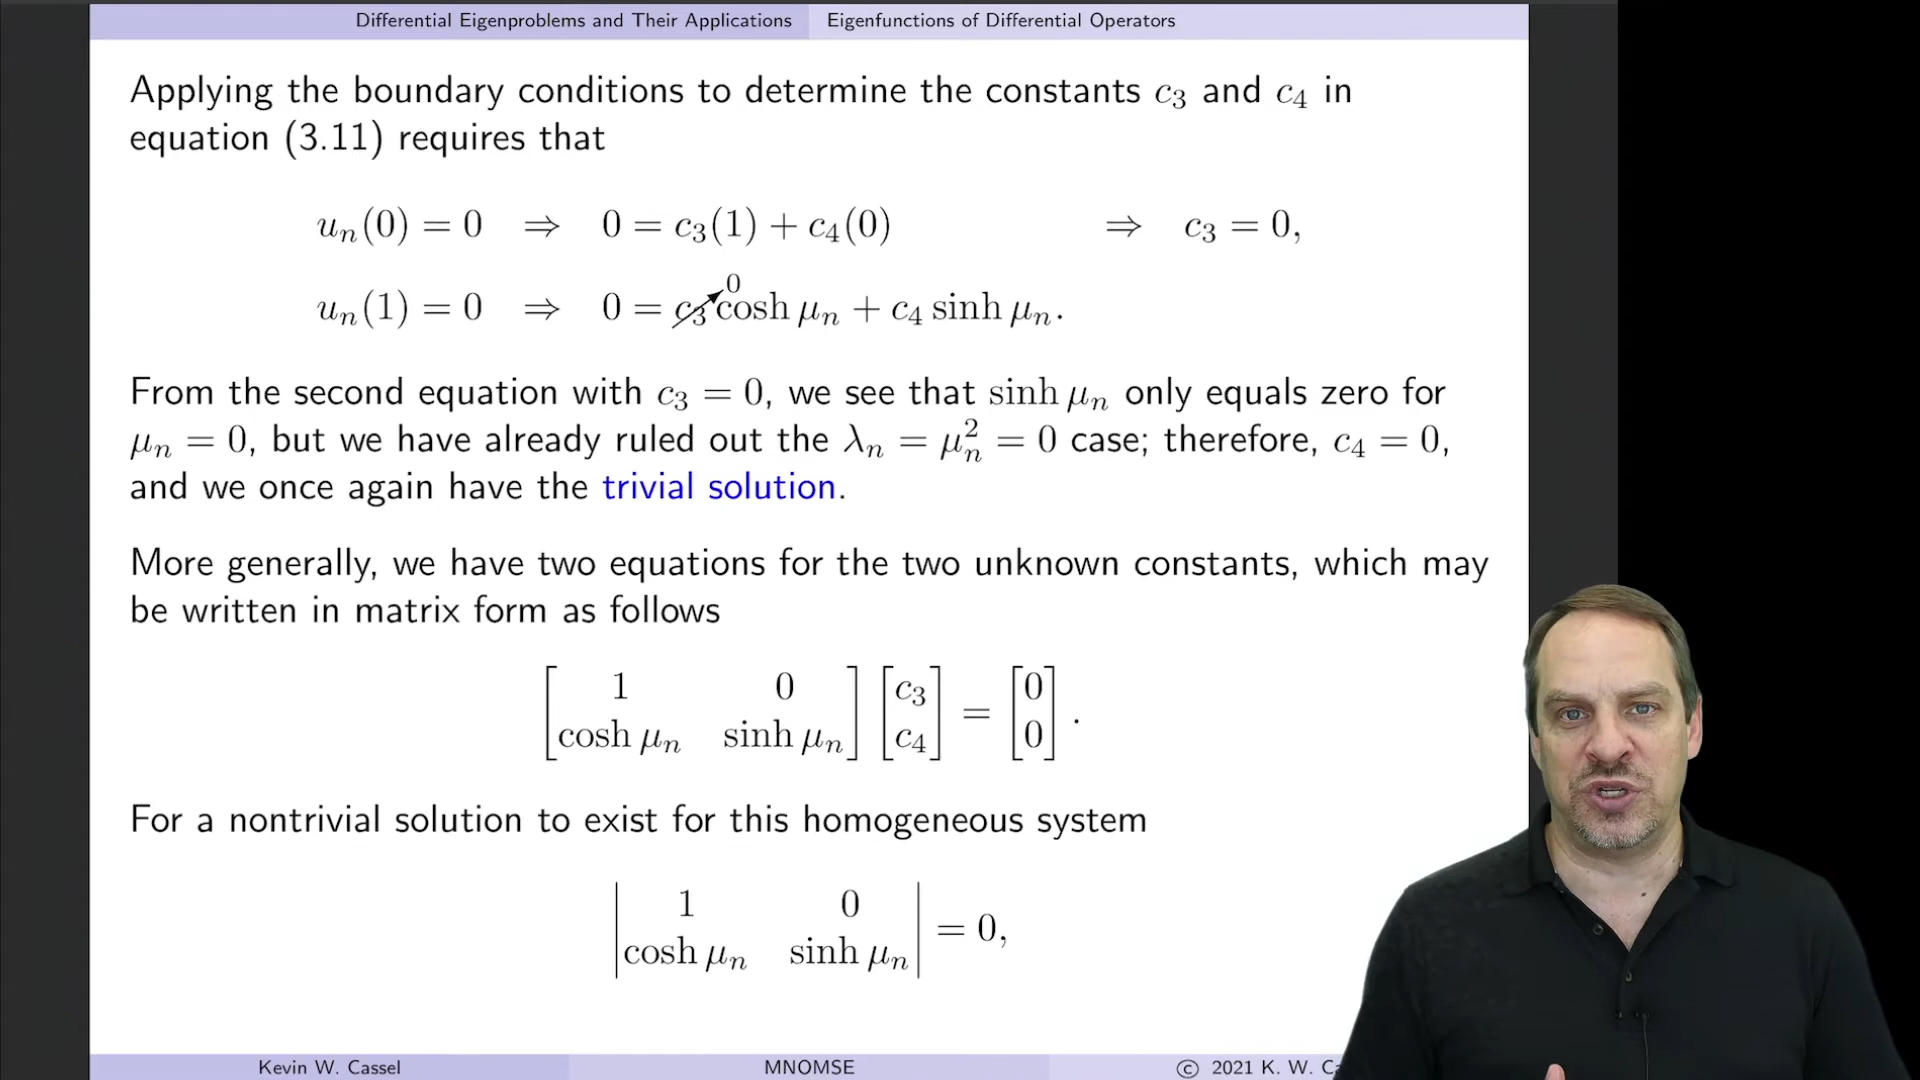 Differential Eigenproblems and Their Applications Eigenfunctions of Differential Operators
Applying the boundary conditions to determine the constants c₃ and c₄ in
equation (3.11) requires that
uₙ(0) = 0 ⇒ 0 = c₃(1) + c₄(0) ⇒ c₃ = 0,
0
uₙ(1) = 0 ⇒ 0 = c₃ cosh μₙ + c₄ sinh μₙ.
From the second equation with c₃ = 0, we see that sinh μₙ only equals zero for
μₙ = 0, but we have already ruled out the λₙ = μₙ² = 0 case; therefore, c₄ = 0,
and we once again have the trivial solution.
More generally, we have two equations for the two unknown constants, which may
be written in matrix form as follows
[1 0; cosh μₙ sinh μₙ] [c₃; c₄] = [0; 0].
For a nontrivial solution to exist for this homogeneous system
|1 0; cosh μₙ sinh μₙ| = 0,
Kevin W. Cassel MNOMSE © 2021 K. W.